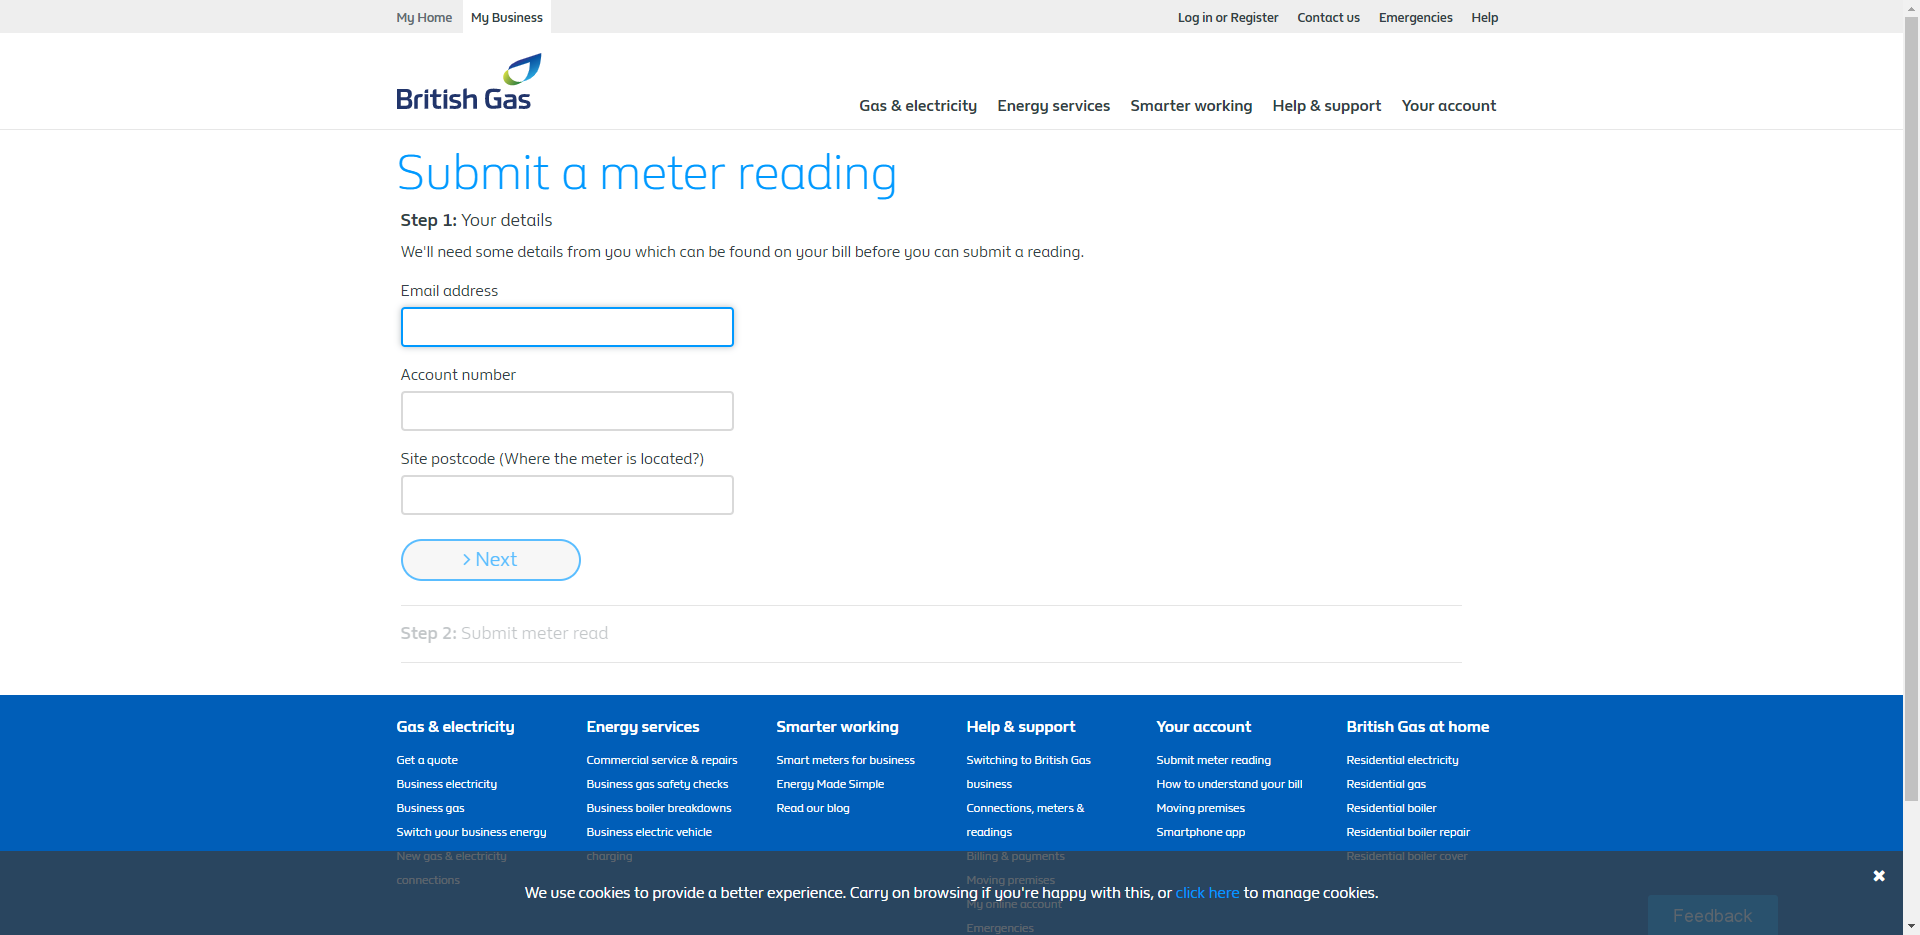 My Home
My Business
Log in or Register
Contact us
Emergencies
Help
British Gas
Gas & electricity
Energy services
Smarter working
Help & support
Your account
Submit a meter reading
Step 1: Your details
We'll need some details from you which can be found on your bill before you can submit a reading.
Email address
Account number
Site postcode (Where the meter is located?)
Next
Step 2: Submit meter read
Gas & electricity
Get a quote
Business electricity
Business gas
Switch your business energy
New gas & electricity
connections
Energy services
Commercial service & repairs
Business gas safety checks
Business boiler breakdowns
Business electric vehicle
charging
Smarter working
Smart meters for business
Energy Made Simple
Read our blog
Help & support
Switching to British Gas
business
Connections, meters &
readings
Billing & payments
Moving premises
My online account
Emergencies
Your account
Submit meter reading
How to understand your bill
Moving premises
Smartphone app
British Gas at home
Residential electricity
Residential gas
Residential boiler
Residential boiler repair
Residential boiler cover
We use cookies to provide a better experience. Carry on browsing if you're happy with this, or click here to manage cookies.
Feedback